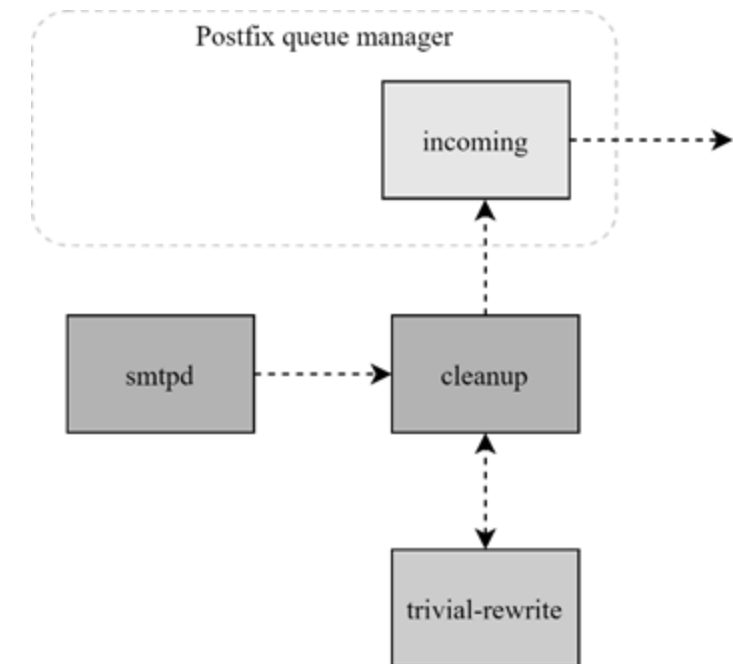 Postfix queue manager
incoming
smtpd
cleanup
trivial-rewrite